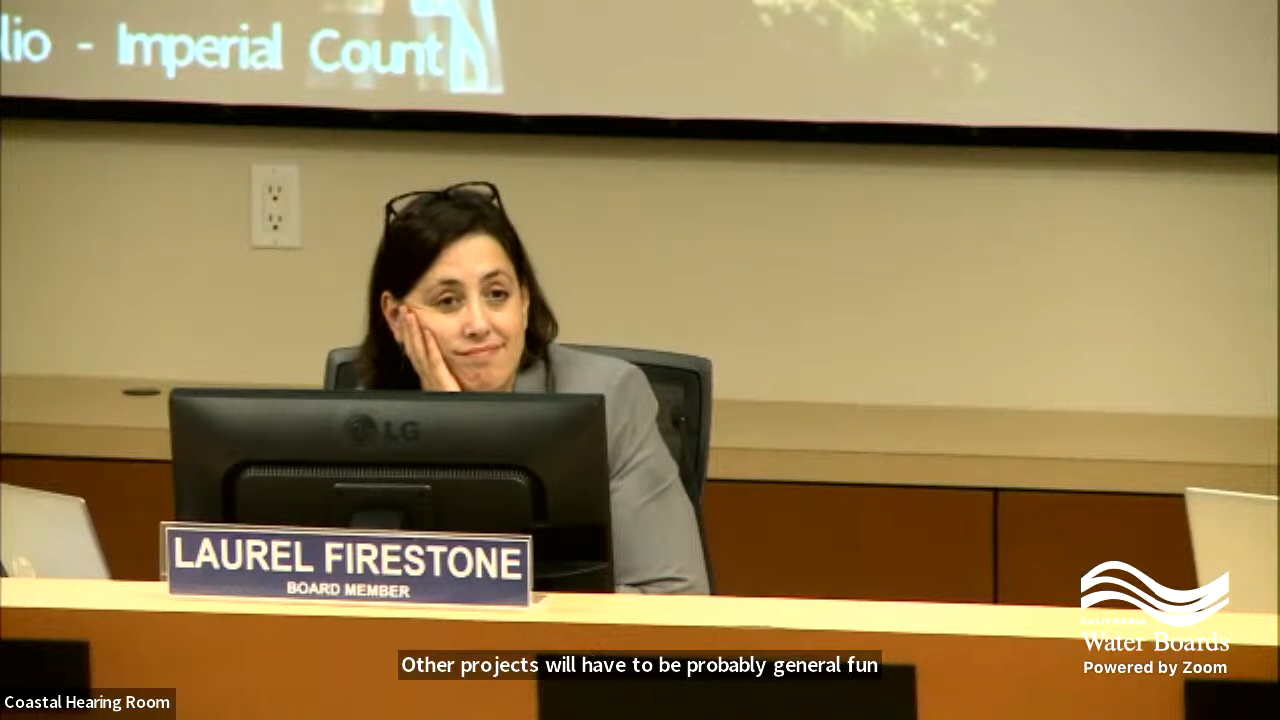 lio - Imperial Count
LG
LAUREL FIRESTONE
BOARD MEMBER
CALIFORNIA
Water Boards
Powered by Zoom
Other projects will have to be probably general fun
Coastal Hearing Room